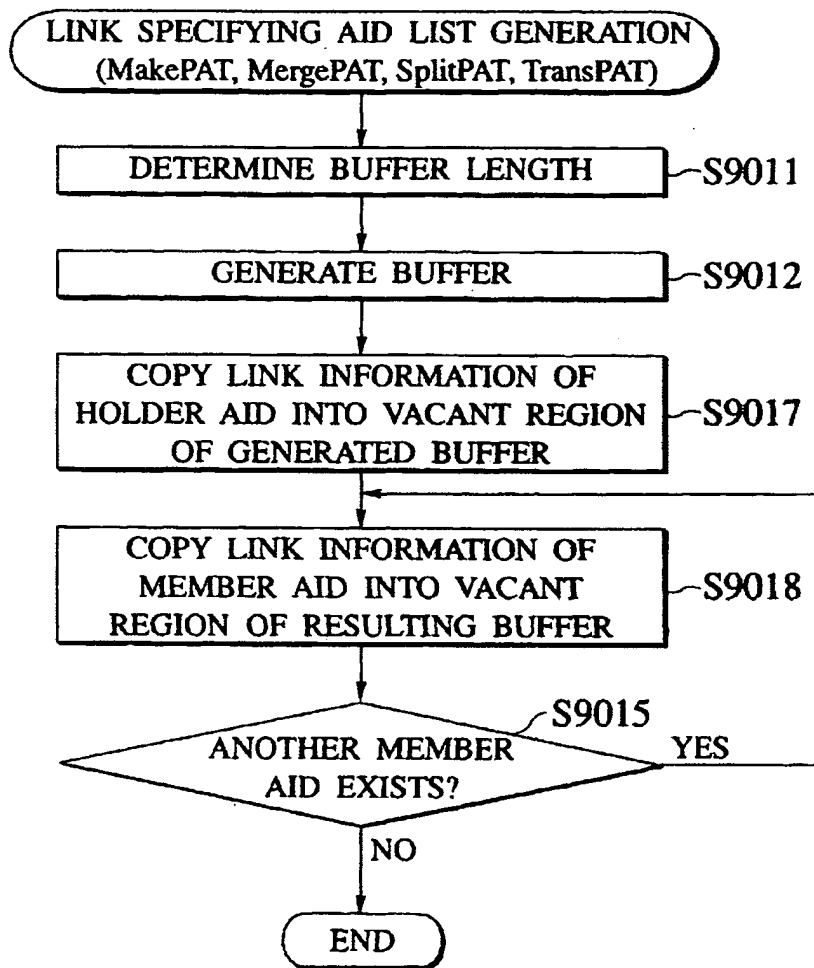 LINK SPECIFYING AID LIST GENERATION
(MakePAT, MergePAT, SplitPAT, TransPAT)
DETERMINE BUFFER LENGTH
S9011
GENERATE BUFFER
S9012
COPY LINK INFORMATION OF
HOLDER AID INTO VACANT REGION
OF GENERATED BUFFER
S9017
COPY LINK INFORMATION OF
MEMBER AID INTO VACANT
REGION OF RESULTING BUFFER
S9018
S9015
ANOTHER MEMBER
AID EXISTS?
YES
NO
END